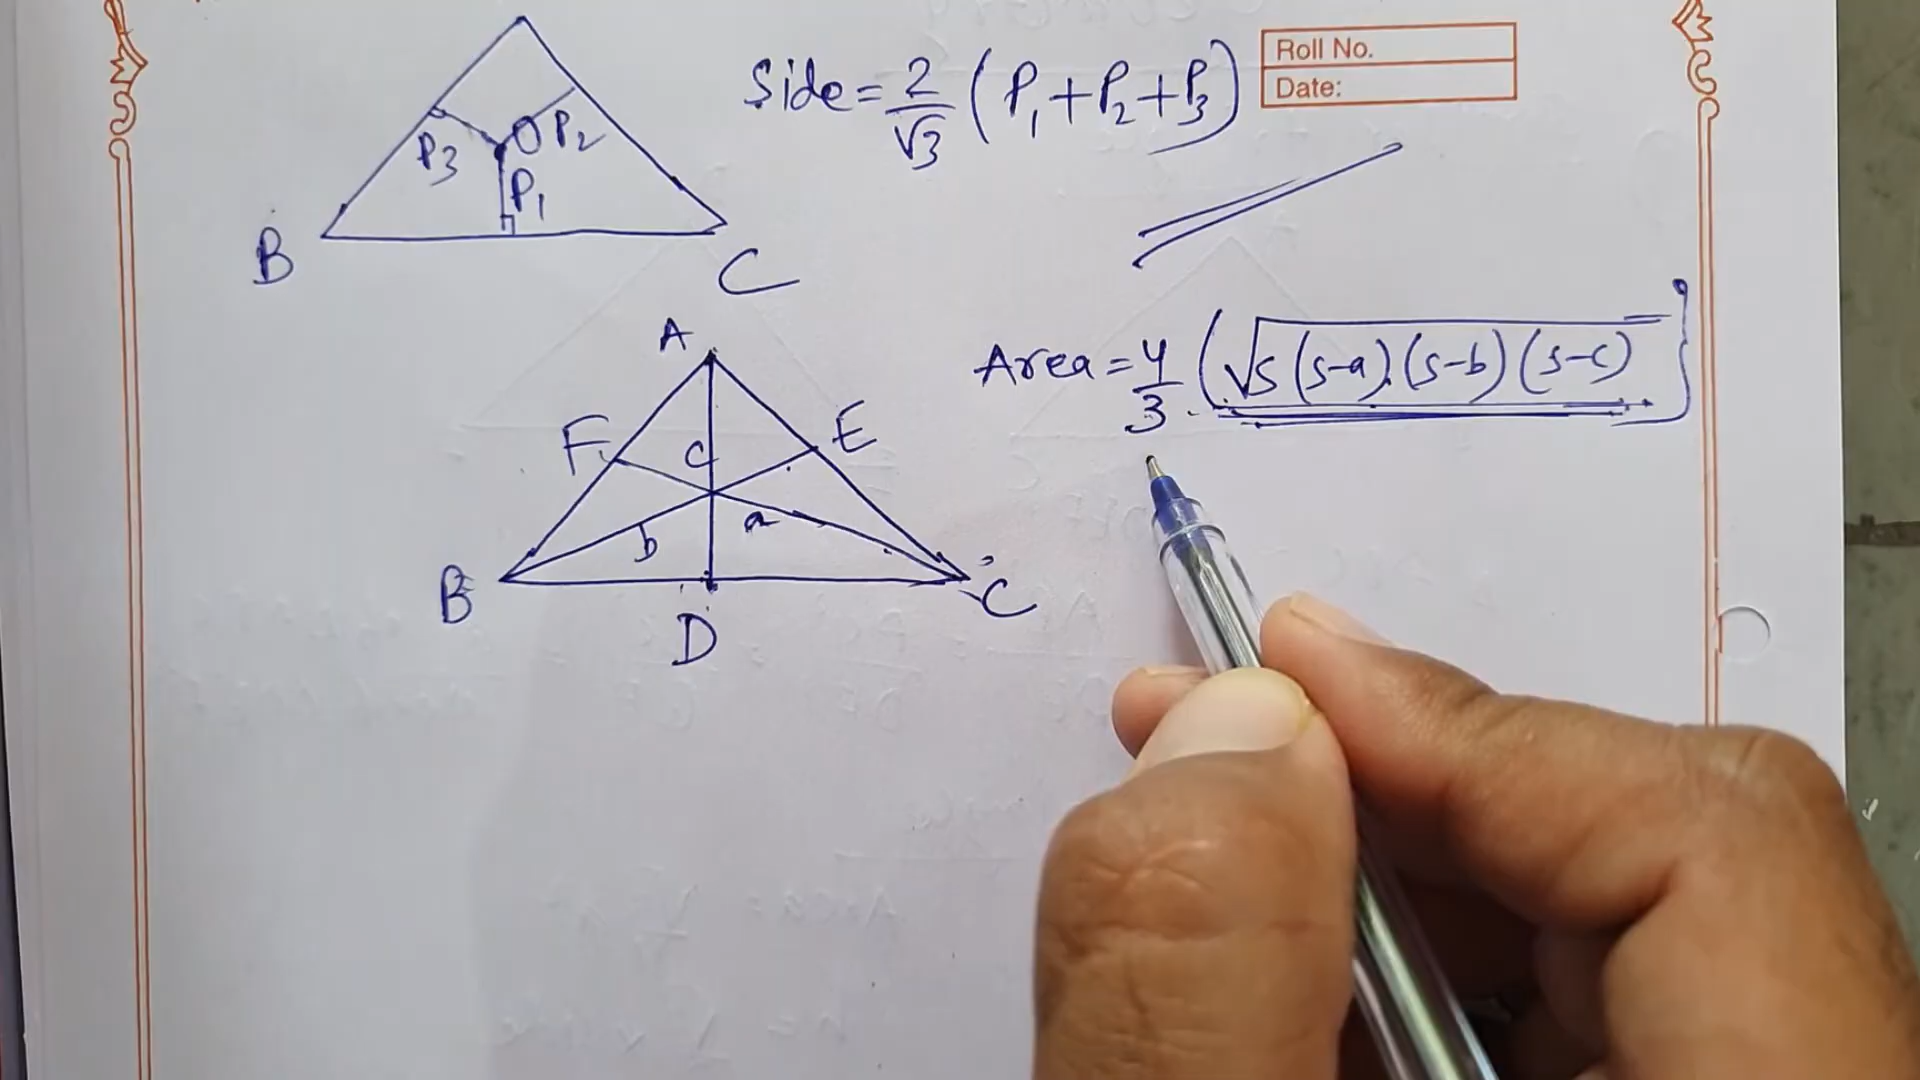 Side = 2/√3 (P₁+P₂+P₃)
Roll No.
Date:
P₃
O
P₂
P₁
B
C
A
Area = 4/3 (√s(s-a).(s-b)(s-c))
F
c
E
b
a
B
C
D